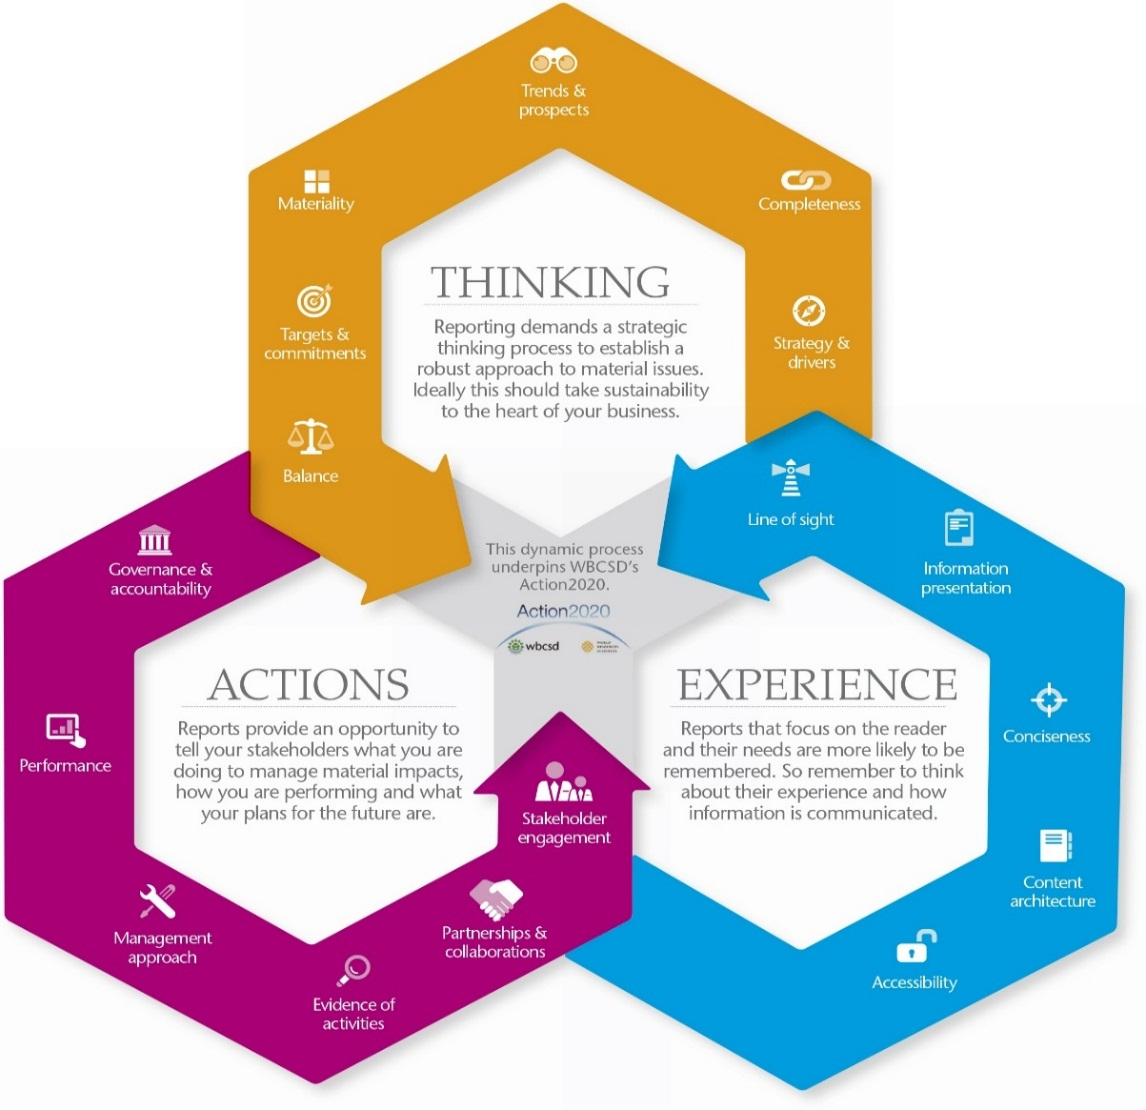 Trends &
prospects
Materiality
Completeness
Targets &
commitments
Strategy &
drivers
Balance
THINKING
Reporting demands a strategic
thinking process to establish a
robust approach to material issues.
Ideally this should take sustainability
to the heart of your business.
Line of sight
Information
presentation
Conciseness
Content
architecture
Accessibility
This dynamic process
underpins WBCSD's
Action2020.
Action2020
wbcsd
Governance &
accountability
Performance
Management
approach
Evidence of
activities
Partnerships &
collaborations
Stakeholder
engagement
ACTIONS
Reports provide an opportunity to
tell your stakeholders what you are
doing to manage material impacts,
how you are performing and what
your plans for the future are.
EXPERIENCE
Reports that focus on the reader
and their needs are more likely to be
remembered. So remember to think
about their experience and how
information is communicated.